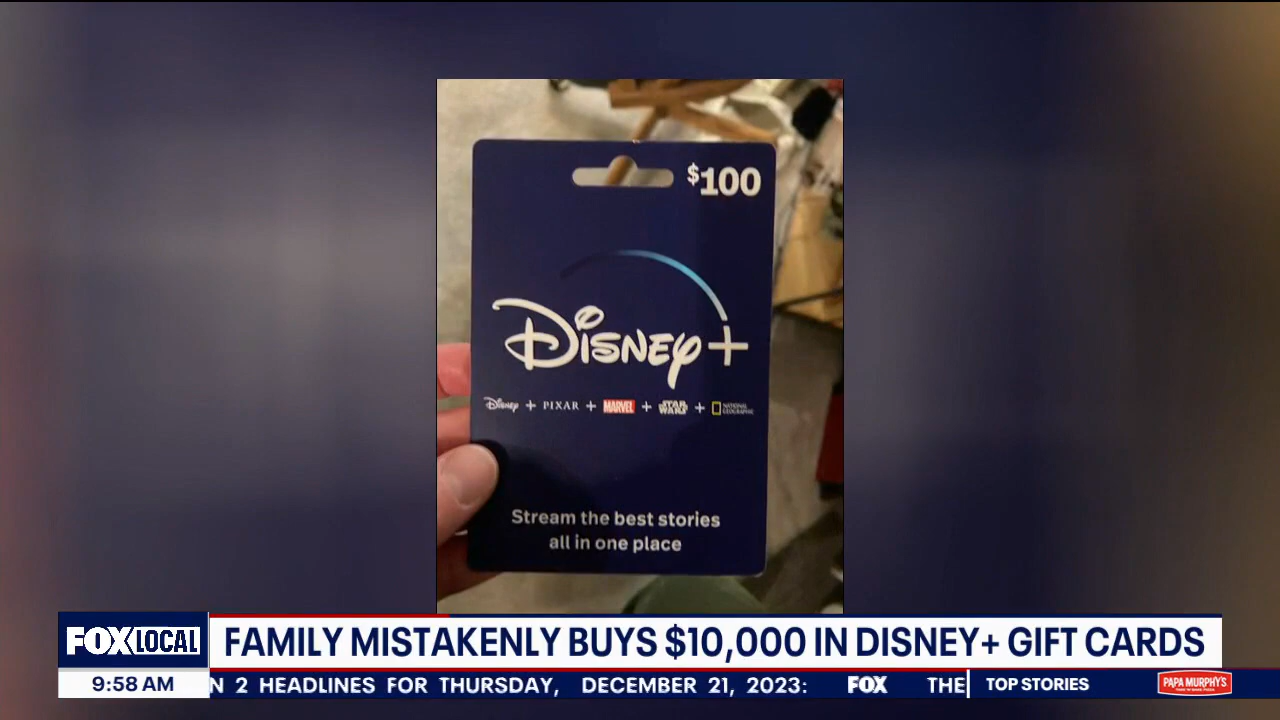 $100
Disney+
Disney + PIXAR + MARVEL + STAR WARS + NATIONAL GEOGRAPHIC
Stream the best stories
all in one place
FOX LOCAL
FAMILY MISTAKENLY BUYS $10,000 IN DISNEY+ GIFT CARDS
9:58 AM
N 2 HEADLINES FOR THURSDAY, DECEMBER 21, 2023: FOX THE
TOP STORIES
PAPA MURPHY'S